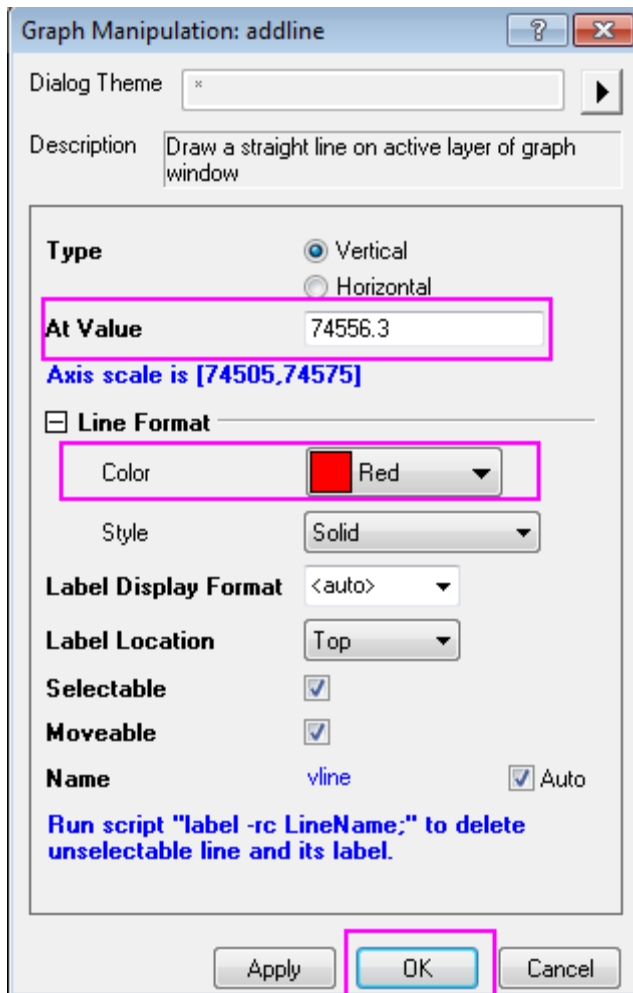 Graph Manipulation: addline
Dialog Theme *
Description Draw a straight line on active layer of graph
window
Type Vertical
Horizontal
At Value 74556.3
Axis scale is [74505,74575]
Line Format
Color Red
Style Solid
Label Display Format <auto>
Label Location Top
Selectable
Moveable
Name vline Auto
Run script "label -rc LineName;" to delete
unselectable line and its label.
Apply OK Cancel